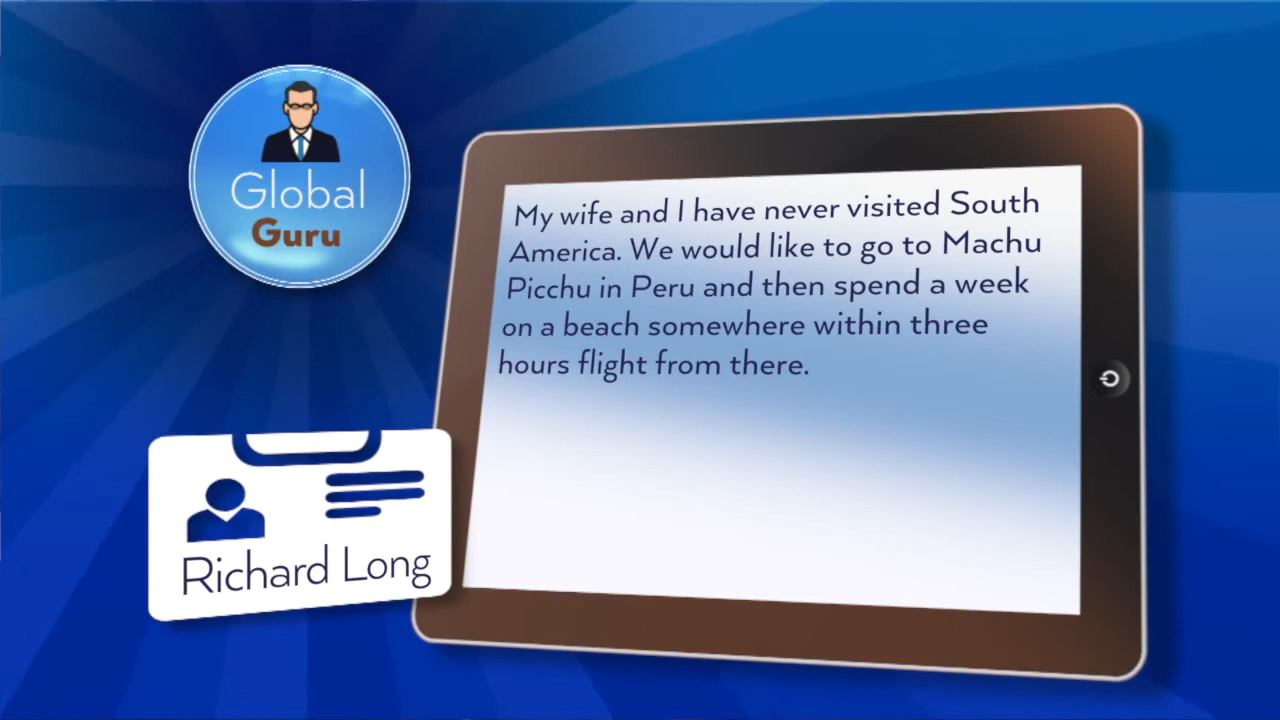 Global
Guru
My wife and I have never visited South
America. We would like to go to Machu
Picchu in Peru and then spend a week
on a beach somewhere within three
hours flight from there.
Richard Long